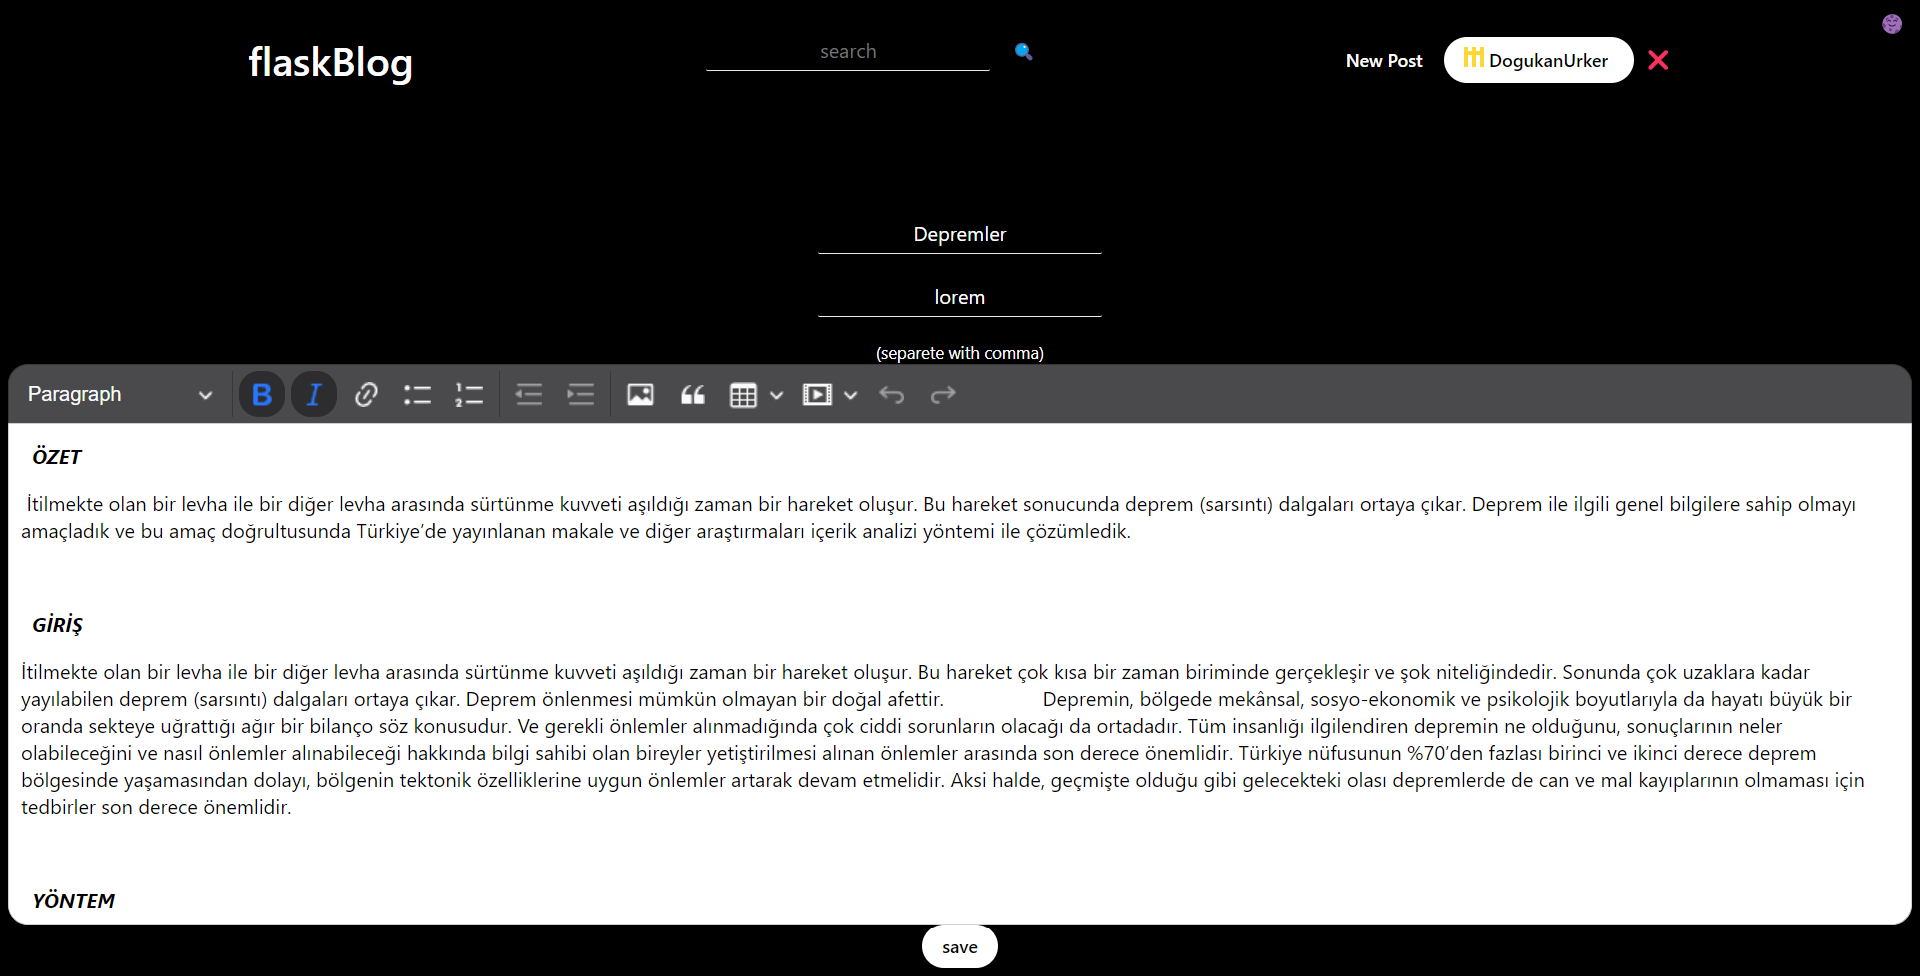 flaskBlog
search
New Post
DogukanUrker
Depremler
lorem
(separete with comma)
Paragraph
B
I
ÖZET
İtilmekte olan bir levha ile bir diğer levha arasında sürtünme kuvveti aşıldığı zaman bir hareket oluşur. Bu hareket sonucunda deprem (sarsıntı) dalgaları ortaya çıkar. Deprem ile ilgili genel bilgilere sahip olmayı
amaçladık ve bu amaç doğrultusunda Türkiye’de yayınlanan makale ve diğer araştırmaları içerik analizi yöntemi ile çözümledik.
GİRİŞ
İtilmekte olan bir levha ile bir diğer levha arasında sürtünme kuvveti aşıldığı zaman bir hareket oluşur. Bu hareket çok kısa bir zaman biriminde gerçekleşir ve şok niteliğindedir. Sonunda çok uzaklara kadar
yayılabilen deprem (sarsıntı) dalgaları ortaya çıkar. Deprem önlenmesi mümkün olmayan bir doğal afettir. Depremin, bölgede mekânsal, sosyo-ekonomik ve psikolojik boyutlarıyla da hayatı büyük bir
oranda sekteye uğrattığı ağır bir bilanço söz konusudur. Ve gerekli önlemler alınmadığında çok ciddi sorunların olacağı da ortadadır. Tüm insanlığı ilgilendiren depremin ne olduğunu, sonuçlarının neler
olabileceğini ve nasıl önlemler alınabileceği hakkında bilgi sahibi olan bireyler yetiştirilmesi alınan önlemler arasında son derece önemlidir. Türkiye nüfusunun %70’den fazlası birinci ve ikinci derece deprem
bölgesinde yaşamasından dolayı, bölgenin tektonik özelliklerine uygun önlemler artarak devam etmelidir. Aksi halde, geçmişte olduğu gibi gelecekteki olası depremlerde de can ve mal kayıplarının olmaması için
tedbirler son derece önemlidir.
YÖNTEM
save